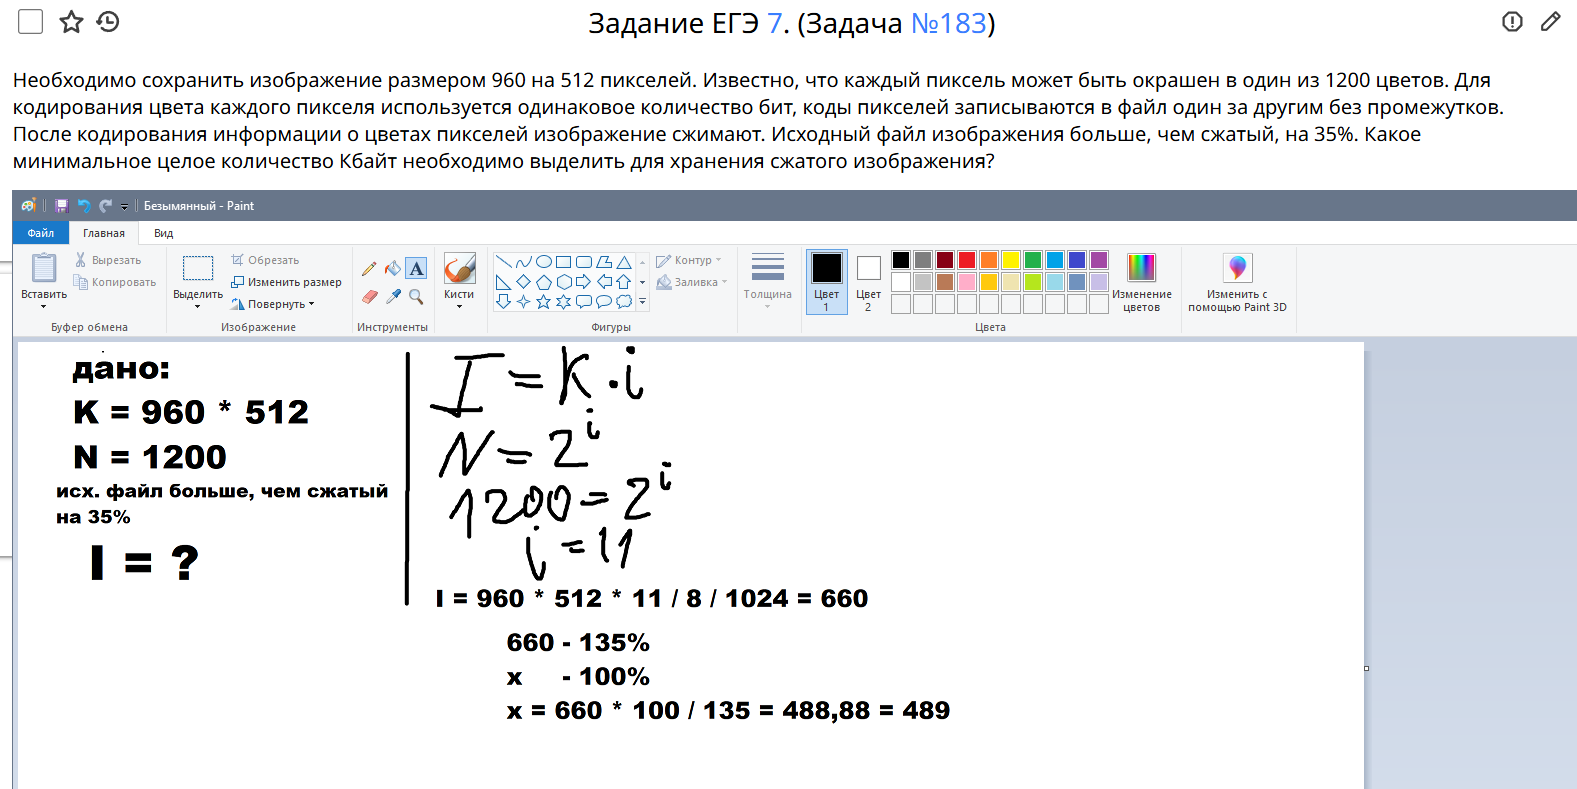 Задание ЕГЭ 7. (Задача №183)
Необходимо сохранить изображение размером 960 на 512 пикселей. Известно, что каждый пиксель может быть окрашен в один из 1200 цветов. Для
кодирования цвета каждого пикселя используется одинаковое количество бит, коды пикселей записываются в файл один за другим без промежутков.
После кодирования информации о цветах пикселей изображение сжимают. Исходный файл изображения больше, чем сжатый, на 35%. Какое
минимальное целое количество Кбайт необходимо выделить для хранения сжатого изображения?
Безымянный - Paint
Файл Главная Вид
Вставить
Вырезать
Копировать
Буфер обмена
Выделить
Обрезать
Изменить размер
Повернуть
Изображение
A
Инструменты
Кисти
Контур
Заливка
Фигуры
Толщина
Цвет
1
Цвет
2
Изменение
цветов
Цвета
Изменить с
помощью Paint 3D
дано:
K = 960 * 512
N = 1200
исх. файл больше, чем сжатый
на 35%
I = ?
I = K · i
N = 2^i
1200 = 2^i
i = 11
I = 960 * 512 * 11 / 8 / 1024 = 660
660 - 135%
x - 100%
x = 660 * 100 / 135 = 488,88 = 489